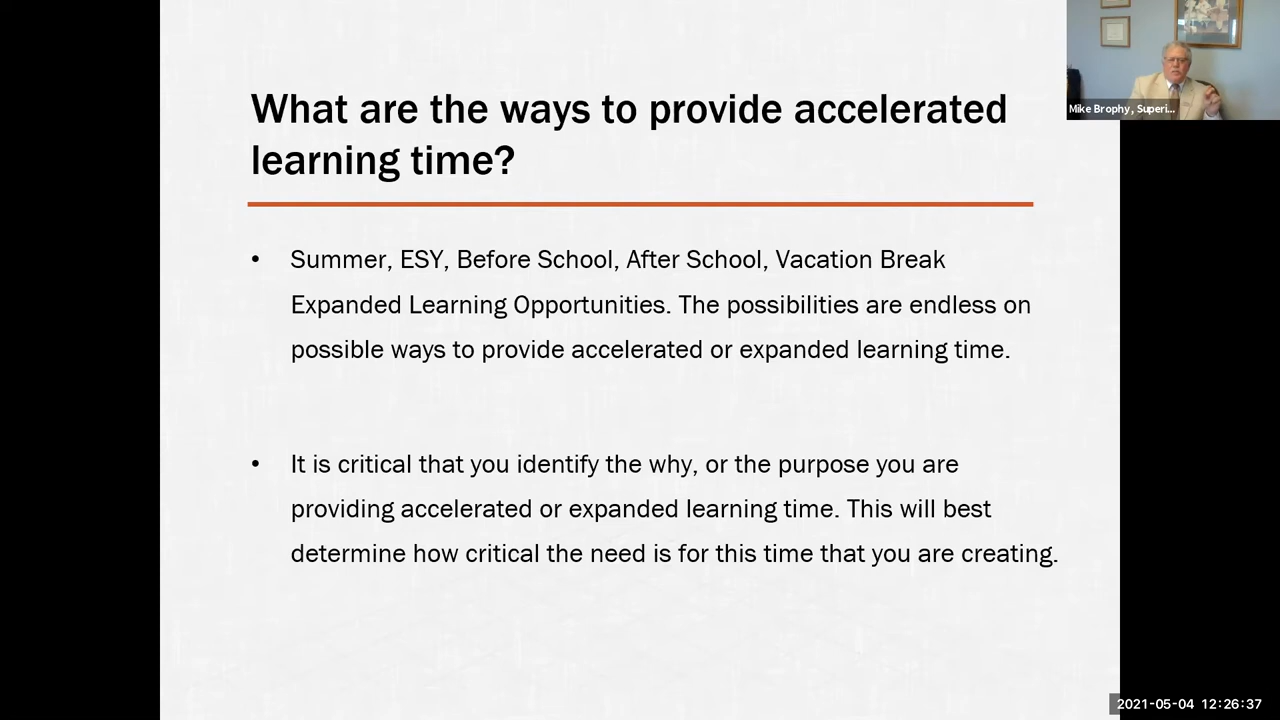 What are the ways to provide accelerated
learning time?
• Summer, ESY, Before School, After School, Vacation Break
Expanded Learning Opportunities. The possibilities are endless on
possible ways to provide accelerated or expanded learning time.
• It is critical that you identify the why, or the purpose you are
providing accelerated or expanded learning time. This will best
determine how critical the need is for this time that you are creating.
Mike Brophy, Superi...
2021-05-04 12:26:37